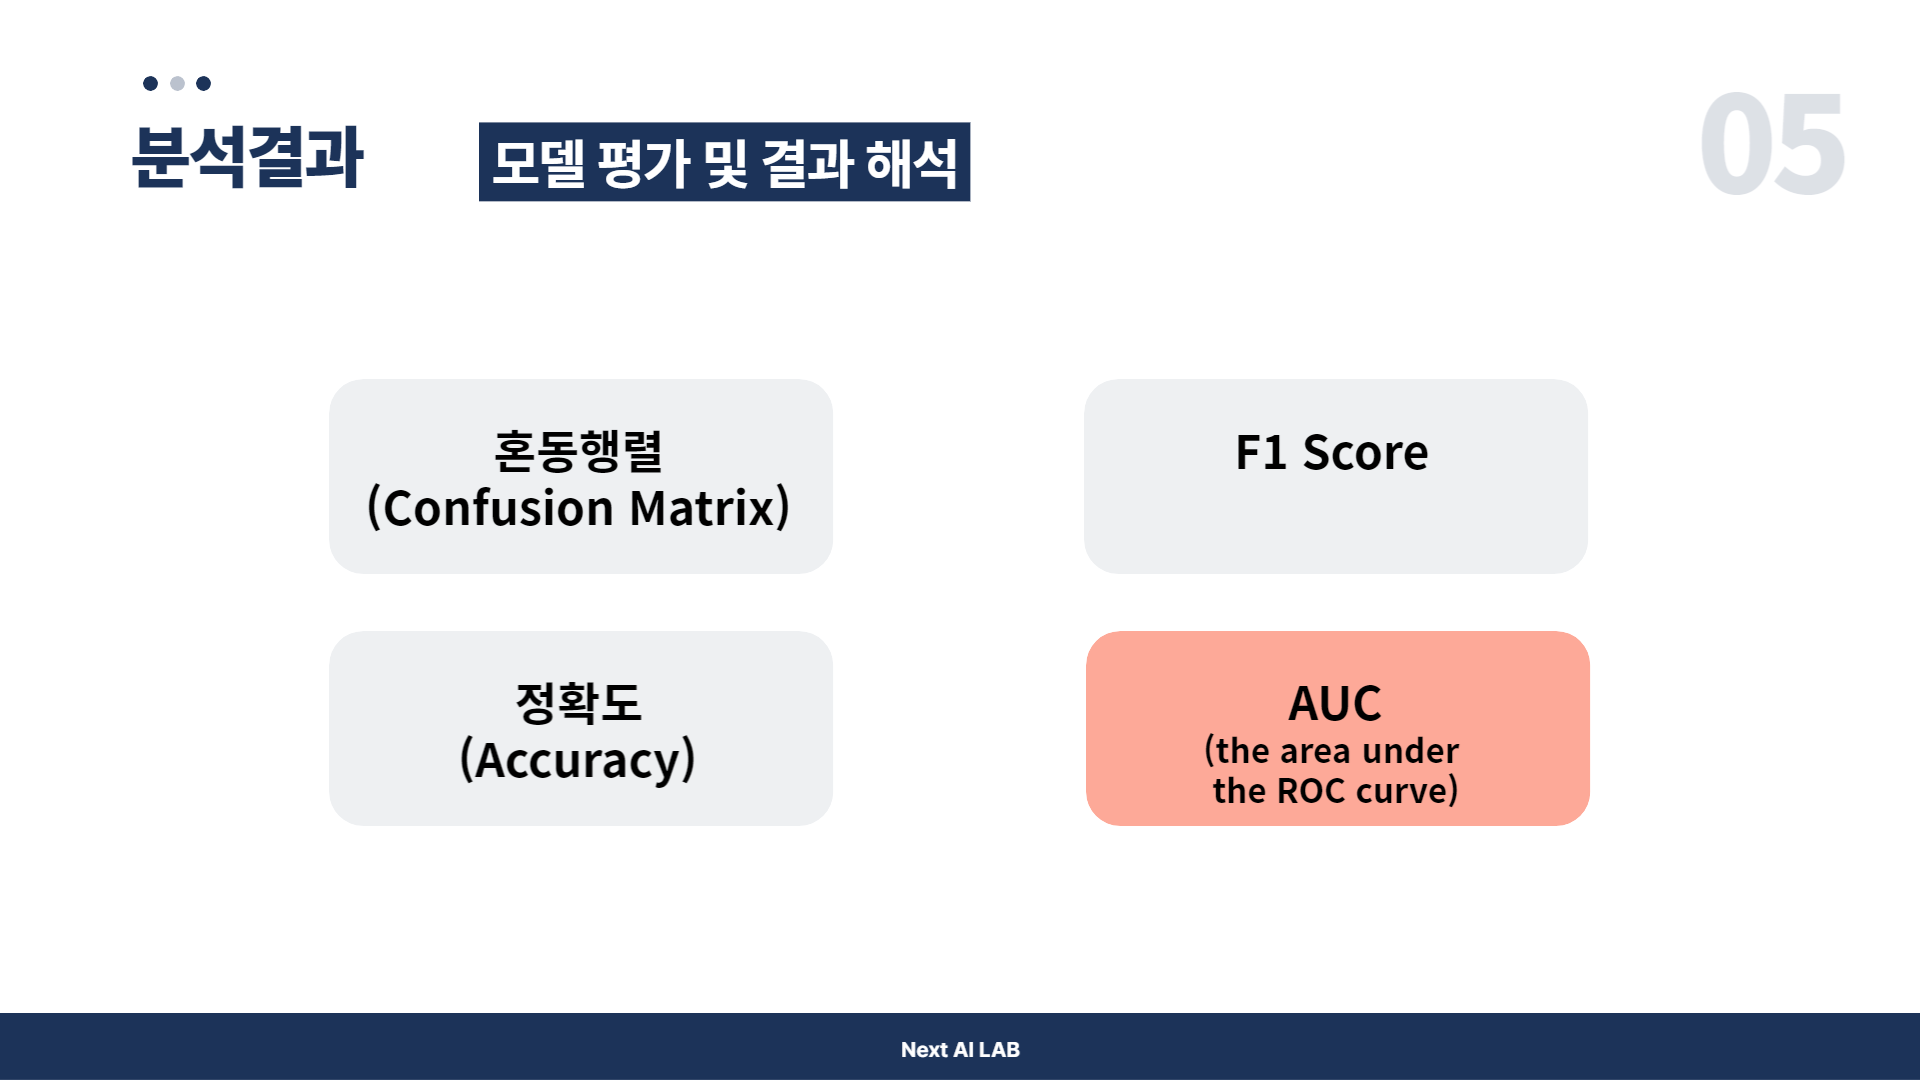 분석결과
모델 평가 및 결과 해석
05
혼동행렬
(Confusion Matrix)
F1 Score
정확도
(Accuracy)
AUC
(the area under
the ROC curve)
Next AI LAB